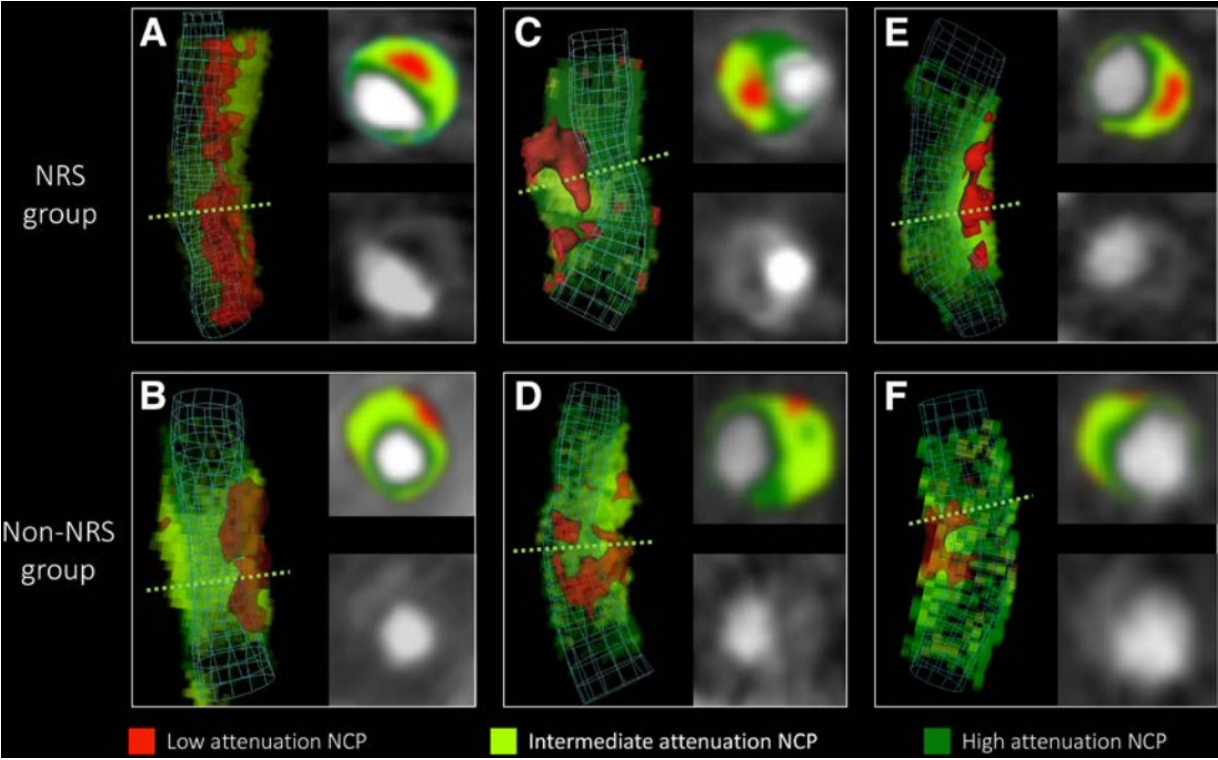 A
C
E
NRS
group
B
D
F
Non-NRS
group
Low attenuation NCP
Intermediate attenuation NCP
High attenuation NCP